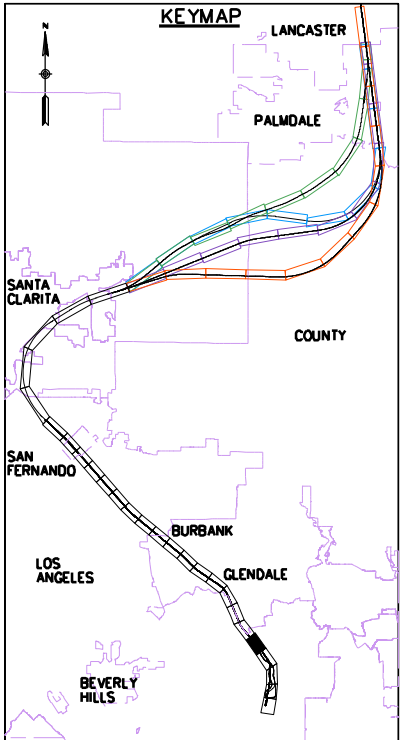 KEYMAP
LANCASTER
N
PALMDALE
SANTA
CLARITA
COUNTY
SAN
FERNANDO
BURBANK
LOS
ANGELES
GLENDALE
BEVERLY
HILLS